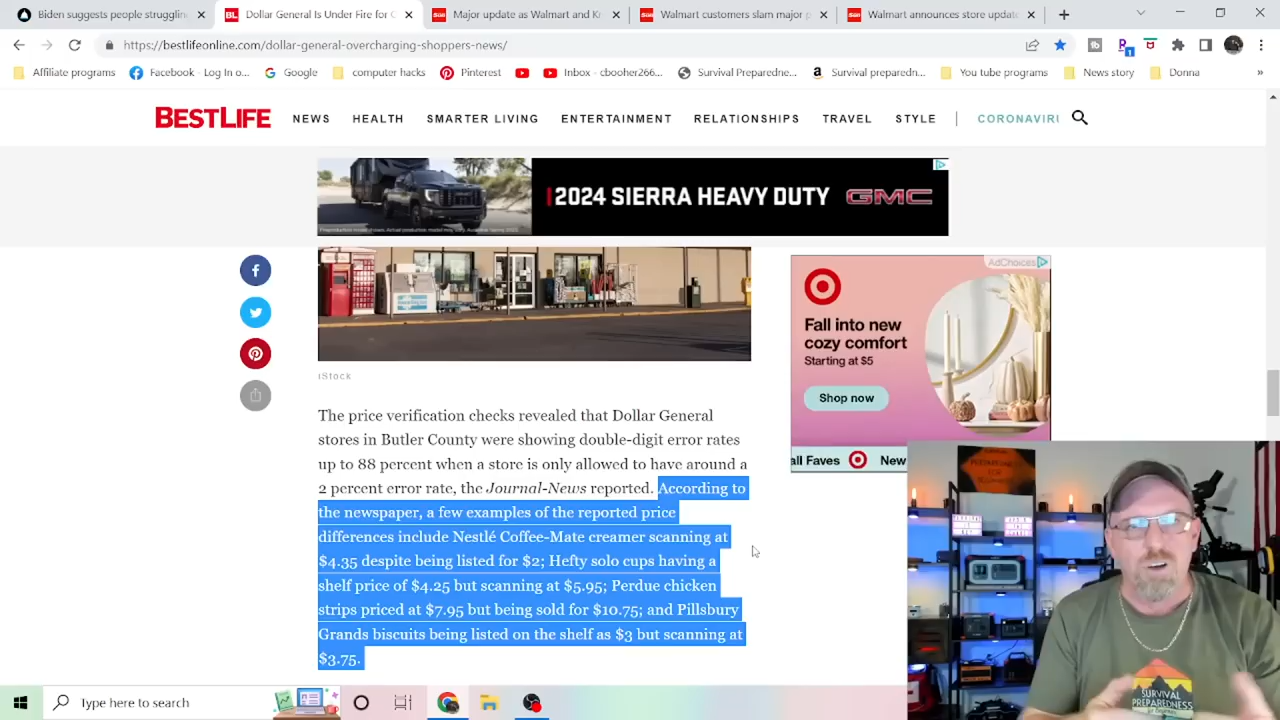 Biden suspends people struggling
Dollar General Is Under Fire for C
Major update as Walmart and Kr
Walmart customers slam major p
Walmart announces store update
https://bestlifeonline.com/dollar-general-overcharging-shoppers-news/
Affiliate programs
Facebook - Log In o...
Google
computer hacks
Pinterest
Inbox - cbooher266...
Survival Preparedne...
Survival preparedn...
You tube programs
News story
Donna
»
BESTLIFE
NEWS
HEALTH
SMARTER LIVING
ENTERTAINMENT
RELATIONSHIPS
TRAVEL
STYLE
CORONAVIRU
2024 SIERRA HEAVY DUTY GMC
AdChoices
Fall into new
cozy comfort
Starting at $5
Shop now
all Faves
New
iStock
The price verification checks revealed that Dollar General
stores in Butler County were showing double-digit error rates
up to 88 percent when a store is only allowed to have around a
2 percent error rate, the Journal-News reported. According to
the newspaper, a few examples of the reported price
differences include Nestlé Coffee-Mate creamer scanning at
$4.35 despite being listed for $2; Hefty solo cups having a
shelf price of $4.25 but scanning at $5.95; Perdue chicken
strips priced at $7.95 but being sold for $10.75; and Pillsbury
Grands biscuits being listed on the shelf as $3 but scanning at
$3.75.
SURVIVAL
PREPAREDNESS
Type here to search